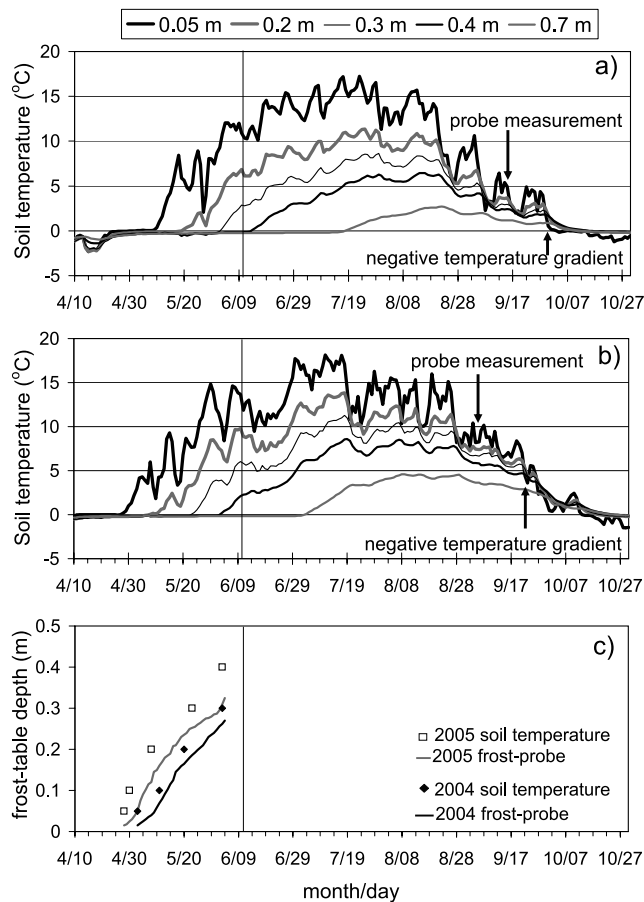 0.05 m 0.2 m 0.3 m 0.4 m 0.7 m
20
15
10
5
0
-5
Soil temperature (°C)
a)
probe measurement
negative temperature gradient
4/10 4/30 5/20 6/09 6/29 7/19 8/08 8/28 9/17 10/07 10/27
20
15
10
5
0
-5
Soil temperature (°C)
b)
probe measurement
negative temperature gradient
4/10 4/30 5/20 6/09 6/29 7/19 8/08 8/28 9/17 10/07 10/27
0.5
0.4
0.3
0.2
0.1
0
frost-table depth (m)
c)
2005 soil temperature
2005 frost-probe
2004 soil temperature
2004 frost-probe
4/10 4/30 5/20 6/09 6/29 7/19 8/08 8/28 9/17 10/07 10/27
month/day